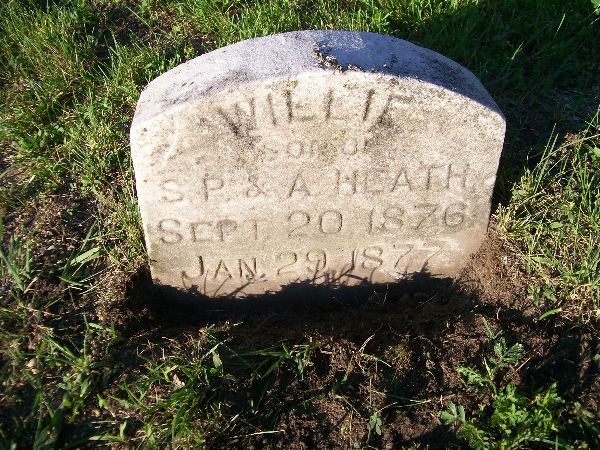 WILLIE
SON OF
S. P. & A. HEATH
SEPT. 20 1876
JAN. 29 1877